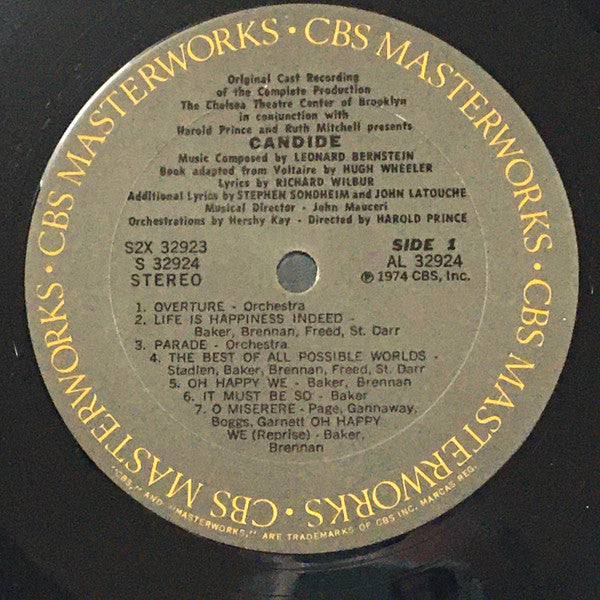 CBS MASTERWORKS · CBS MASTERWORKS · CBS MASTERWORKS · CBS MASTERWORKS ·
Original Cast Recording
of the Complete Production
The Chelsea Theatre Center of Brooklyn
in conjunction with
Harold Prince and Ruth Mitchell presents
CANDIDE
Music Composed by LEONARD BERNSTEIN
Book adapted from Voltaire by HUGH WHEELER
Lyrics by RICHARD WILBUR
Additional Lyrics by STEPHEN SONDHEIM and JOHN LATOUCHE
Musical Director - John Mauceri
Orchestrations by Hershy Kay - Directed by HAROLD PRINCE
S2X 32923
S 32924
STEREO
SIDE 1
AL 32924
℗ 1974 CBS, Inc.
1. OVERTURE - Orchestra
2. LIFE IS HAPPINESS INDEED -
Baker, Brennan, Freed, St. Darr
3. PARADE - Orchestra
4. THE BEST OF ALL POSSIBLE WORLDS -
Stadlen, Baker, Brennan, Freed, St. Darr
5. OH HAPPY WE - Baker, Brennan
6. IT MUST BE SO - Baker
7. O MISERERE - Page, Gannaway,
Boggs, Garnett OH HAPPY
WE (Reprise) - Baker,
Brennan
"CBS," AND "MASTERWORKS," ARE TRADEMARKS OF CBS INC. MARCAS REG.